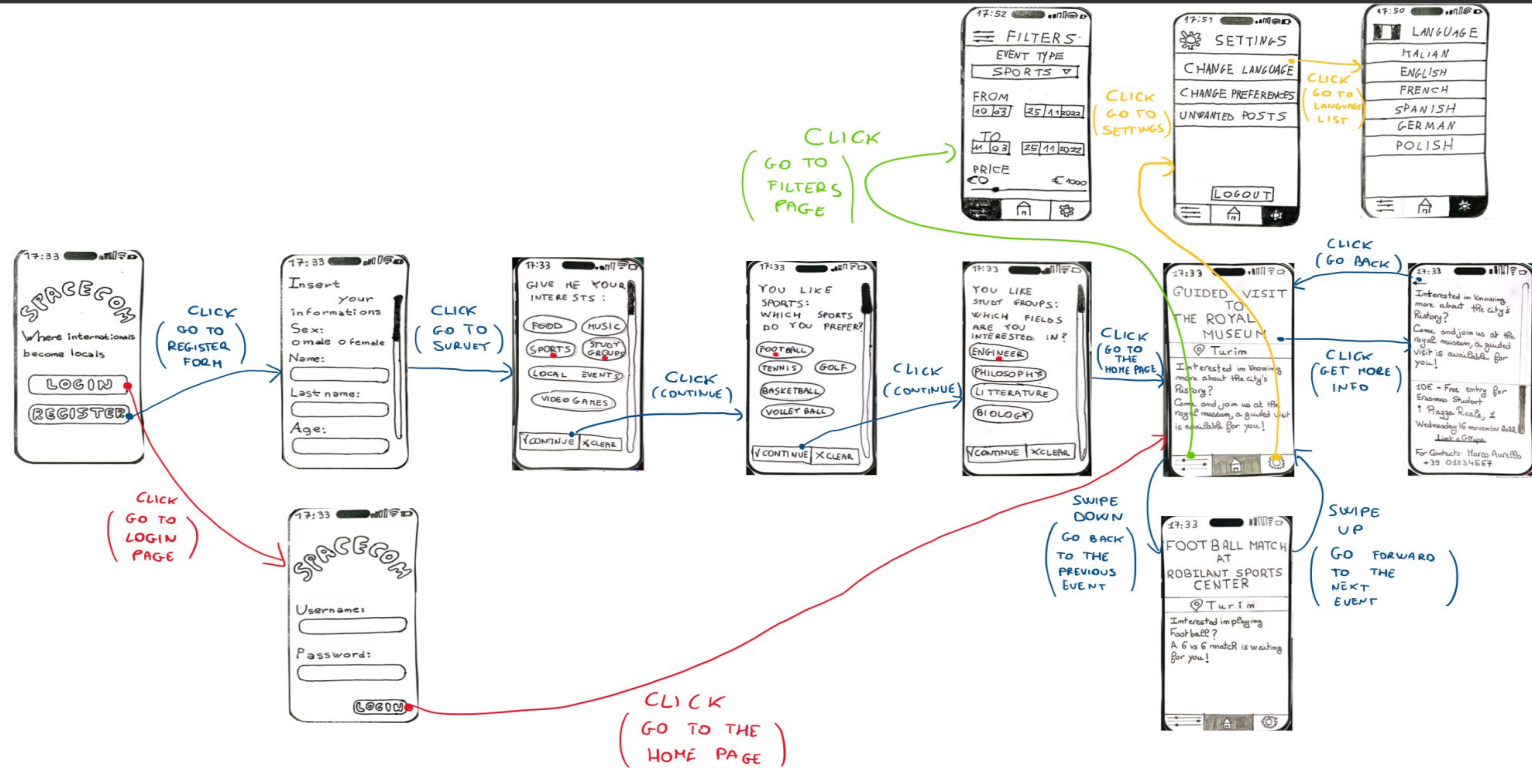 17:52
FILTERS
EVENT TYPE
SPORTS
FROM
10 03 25 11 2022
TO
11 03 25 11 2022
PRICE
€0 €1000
17:51
SETTINGS
CHANGE LANGUAGE
CHANGE PREFERENCES
UNWANTED POSTS
LOGOUT
17:50
LANGUAGE
ITALIAN
ENGLISH
FRENCH
SPANISH
GERMAN
POLISH
CLICK
(GO TO
FILTERS
PAGE)
CLICK
(GO TO
SETTINGS)
CLICK
(GO TO
LANGUAGE
LIST)
17:33
SPACECOM
Where internationals
become locals
LOGIN
REGISTER
CLICK
(GO TO
REGISTER
FORM)
17:33
Insert
your
informations
Sex:
o male o female
Name:
Last name:
Age:
CLICK
(GO TO
SURVEY)
17:33
GIVE ME YOUR
INTERESTS:
FOOD MUSIC
SPORTS STUDY
GROUPS
LOCAL EVENTS
VIDEO GAMES
CONTINUE X CLEAR
CLICK
(CONTINUE)
17:33
YOU LIKE
SPORTS:
WHICH SPORTS
DO YOU PREFER?
FOOTBALL
TENNIS GOLF
BASKETBALL
VOLLEY BALL
CONTINUE X CLEAR
CLICK
(CONTINUE)
17:33
YOU LIKE
STUDY GROUPS:
WHICH FIELDS
ARE YOU
INTERESTED IN?
ENGINEER
PHILOSOPHY
LITTERATURE
BIOLOGY
CONTINUE X CLEAR
CLICK
(GO TO
THE
HOME PAGE)
17:33
GUIDED VISIT
TO
THE ROYAL
MUSEUM
Turim
Interested in knowing
more about the city's
history?
Come and join us at the
royal museum, a guided visit
is available for you!
CLICK
(GO BACK)
CLICK
(GET MORE
INFO)
17:33
Interested in knowing
more about the city's
history?
Come and join us at the
royal museum, a guided
visit is available for
you!
10€ - Free entry for
Erasmus Student
Piazza Reale, 1
Wednesday 16 november 2022
Link a GMaps
For Contacts: Marco Aurelio
+39 01234567
CLICK
(GO TO
LOGIN
PAGE)
17:33
SPACECOM
Username:
Password:
LOGIN
CLICK
(GO TO THE
HOME PAGE)
SWIPE
DOWN
(GO BACK
TO THE
PREVIOUS
EVENT)
17:33
FOOTBALL MATCH
AT
ROBILANT SPORTS
CENTER
Turim
Interested in playing
Football?
A 6 vs 6 match is waiting
for you!
SWIPE
UP
(GO FORWARD
TO THE
NEXT
EVENT)